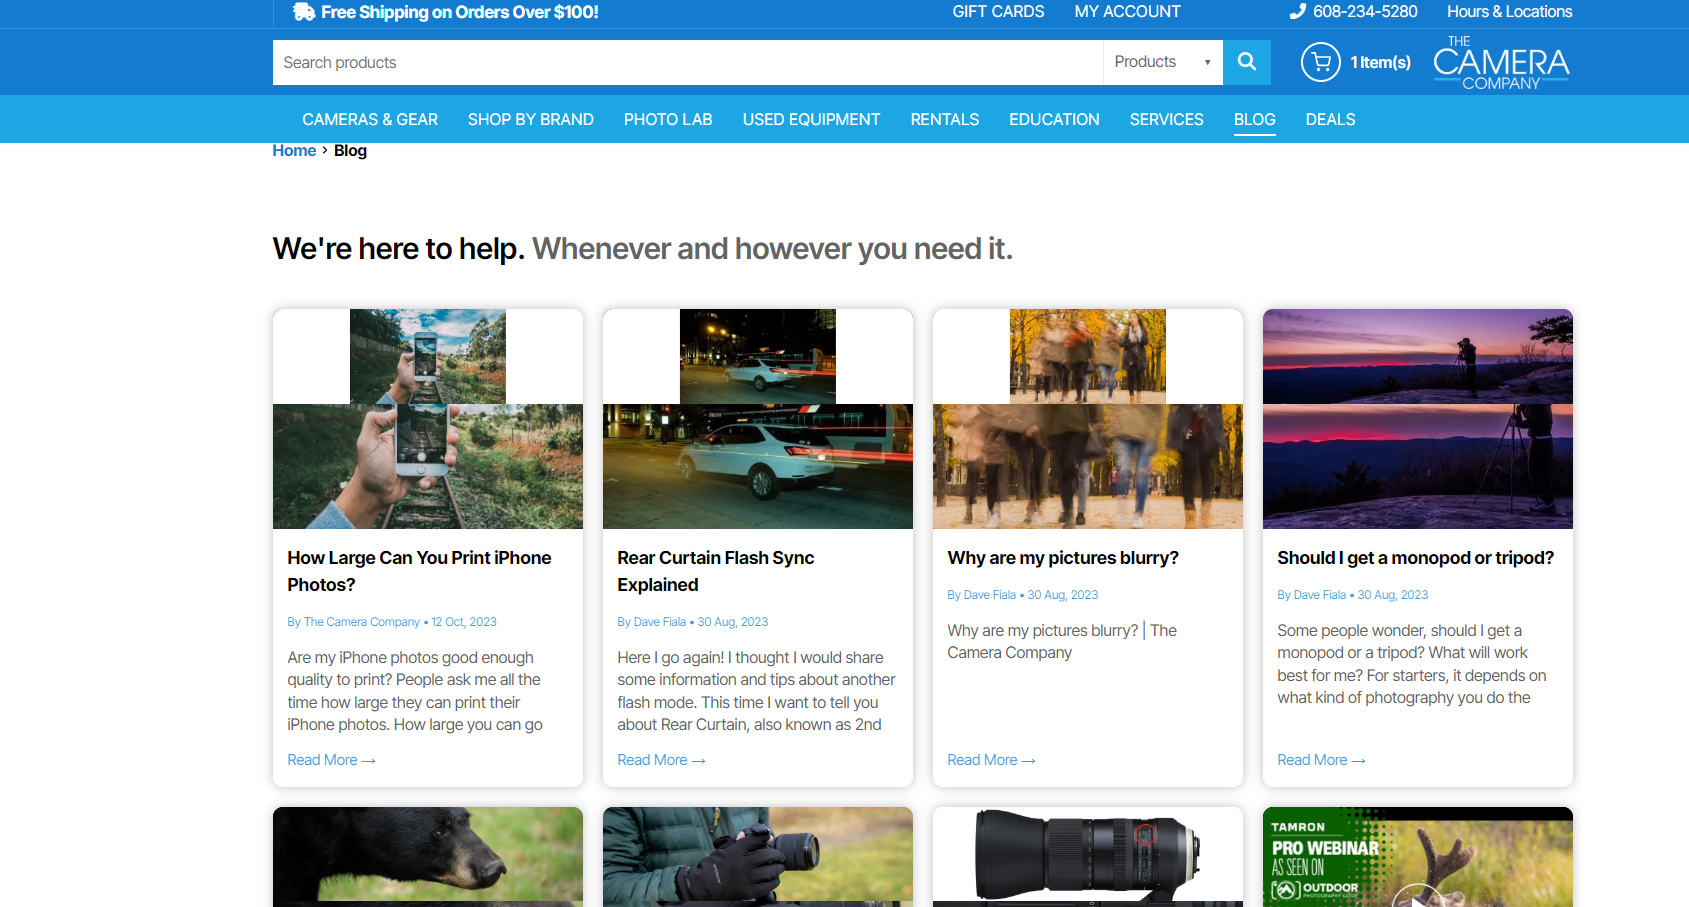 Free Shipping on Orders Over $100!
GIFT CARDS
MY ACCOUNT
608-234-5280
Hours & Locations
Search products
Products
1 Item(s)
THE
CAMERA
COMPANY
CAMERAS & GEAR
SHOP BY BRAND
PHOTO LAB
USED EQUIPMENT
RENTALS
EDUCATION
SERVICES
BLOG
DEALS
Home › Blog
We're here to help. Whenever and however you need it.
How Large Can You Print iPhone
Photos?
By The Camera Company • 12 Oct, 2023
Are my iPhone photos good enough
quality to print? People ask me all the
time how large they can print their
iPhone photos. How large you can go
Read More →
Rear Curtain Flash Sync
Explained
By Dave Fiala • 30 Aug, 2023
Here I go again! I thought I would share
some information and tips about another
flash mode. This time I want to tell you
about Rear Curtain, also known as 2nd
Read More →
Why are my pictures blurry?
By Dave Fiala • 30 Aug, 2023
Why are my pictures blurry? | The
Camera Company
Read More →
Should I get a monopod or tripod?
By Dave Fiala • 30 Aug, 2023
Some people wonder, should I get a
monopod or a tripod? What will work
best for me? For starters, it depends on
what kind of photography you do the
Read More →
TAMRON
PRO WEBINAR
AS SEEN ON
OUTDOOR
PHOTOGRAPHY GUIDE